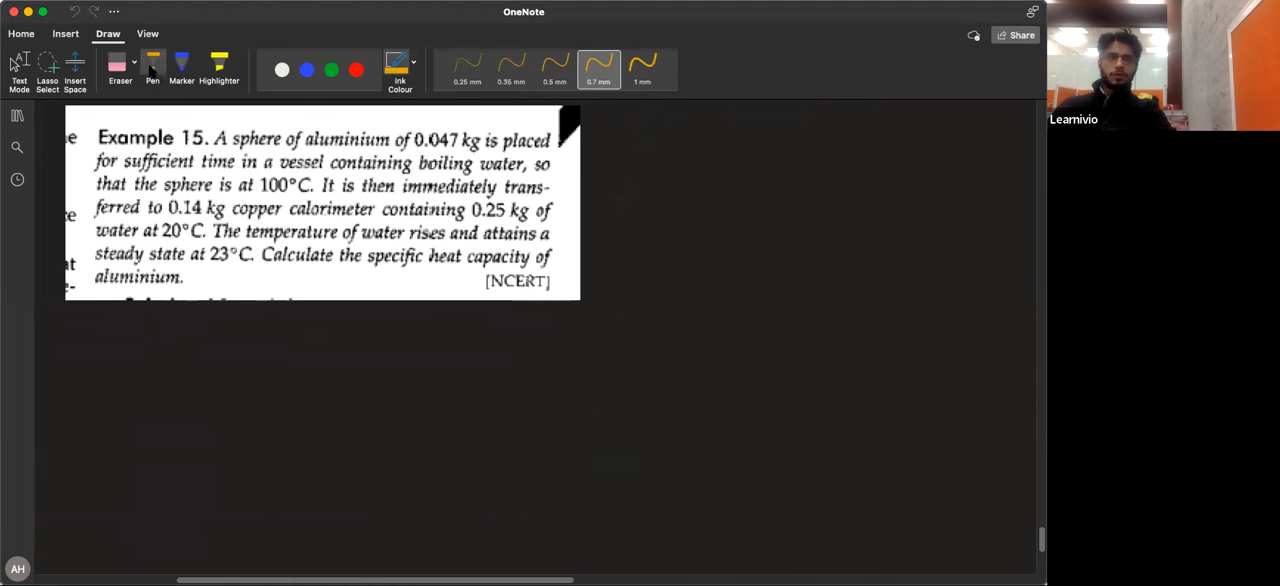 OneNote
Home Insert Draw View
Share
Text Mode
Lasso Select
Insert Space
Eraser
Pen
Marker
Highlighter
Ink Colour
0.25 mm
0.35 mm
0.5 mm
0.7 mm
1 mm
Learnivio
Example 15. A sphere of aluminium of 0.047 kg is placed
for sufficient time in a vessel containing boiling water, so
that the sphere is at 100°C. It is then immediately trans-
ferred to 0.14 kg copper calorimeter containing 0.25 kg of
water at 20°C. The temperature of water rises and attains a
steady state at 23°C. Calculate the specific heat capacity of
aluminium. [NCERT]
AH